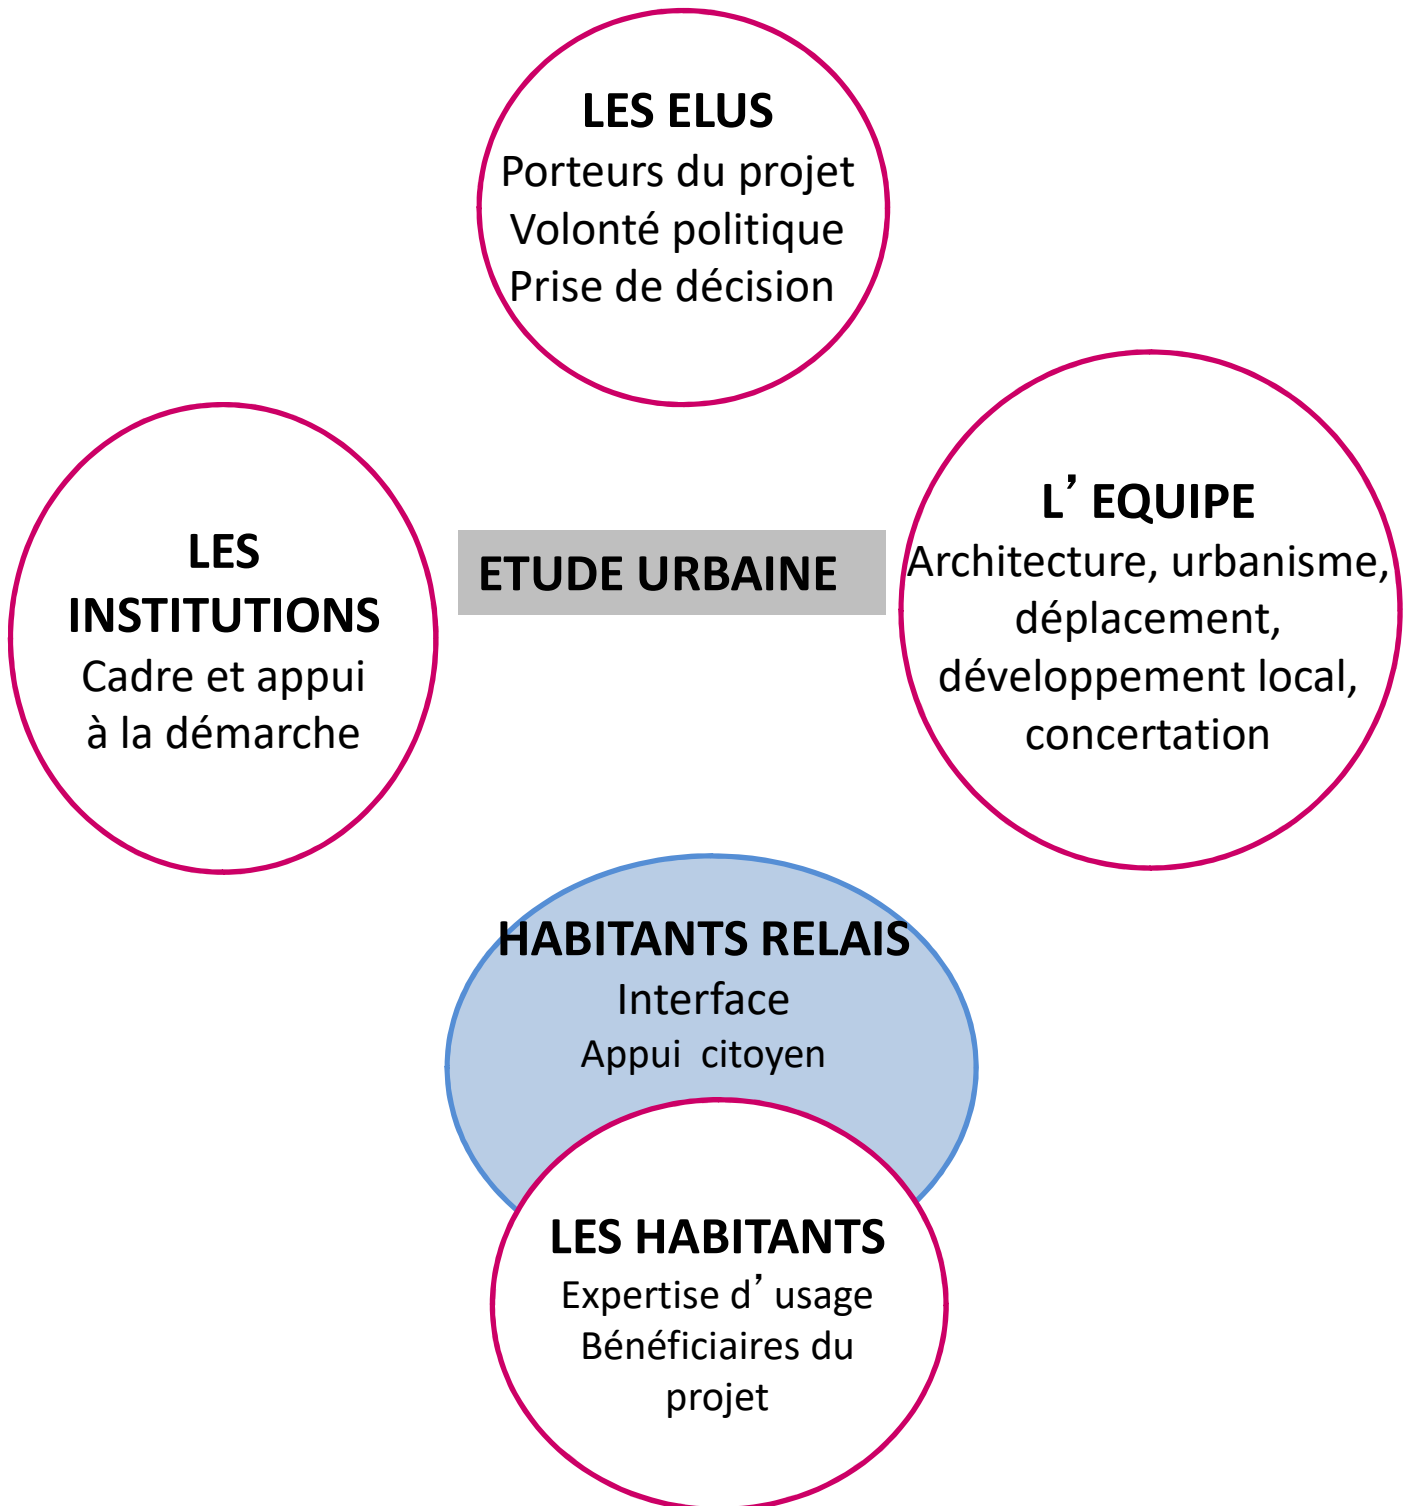 LES ELUS
Porteurs du projet
Volonté politique
Prise de décision
LES
INSTITUTIONS
Cadre et appui
à la démarche
ETUDE URBAINE
L’ EQUIPE
Architecture, urbanisme,
déplacement,
développement local,
concertation
HABITANTS RELAIS
Interface
Appui citoyen
LES HABITANTS
Expertise d’ usage
Bénéficiaires du
projet